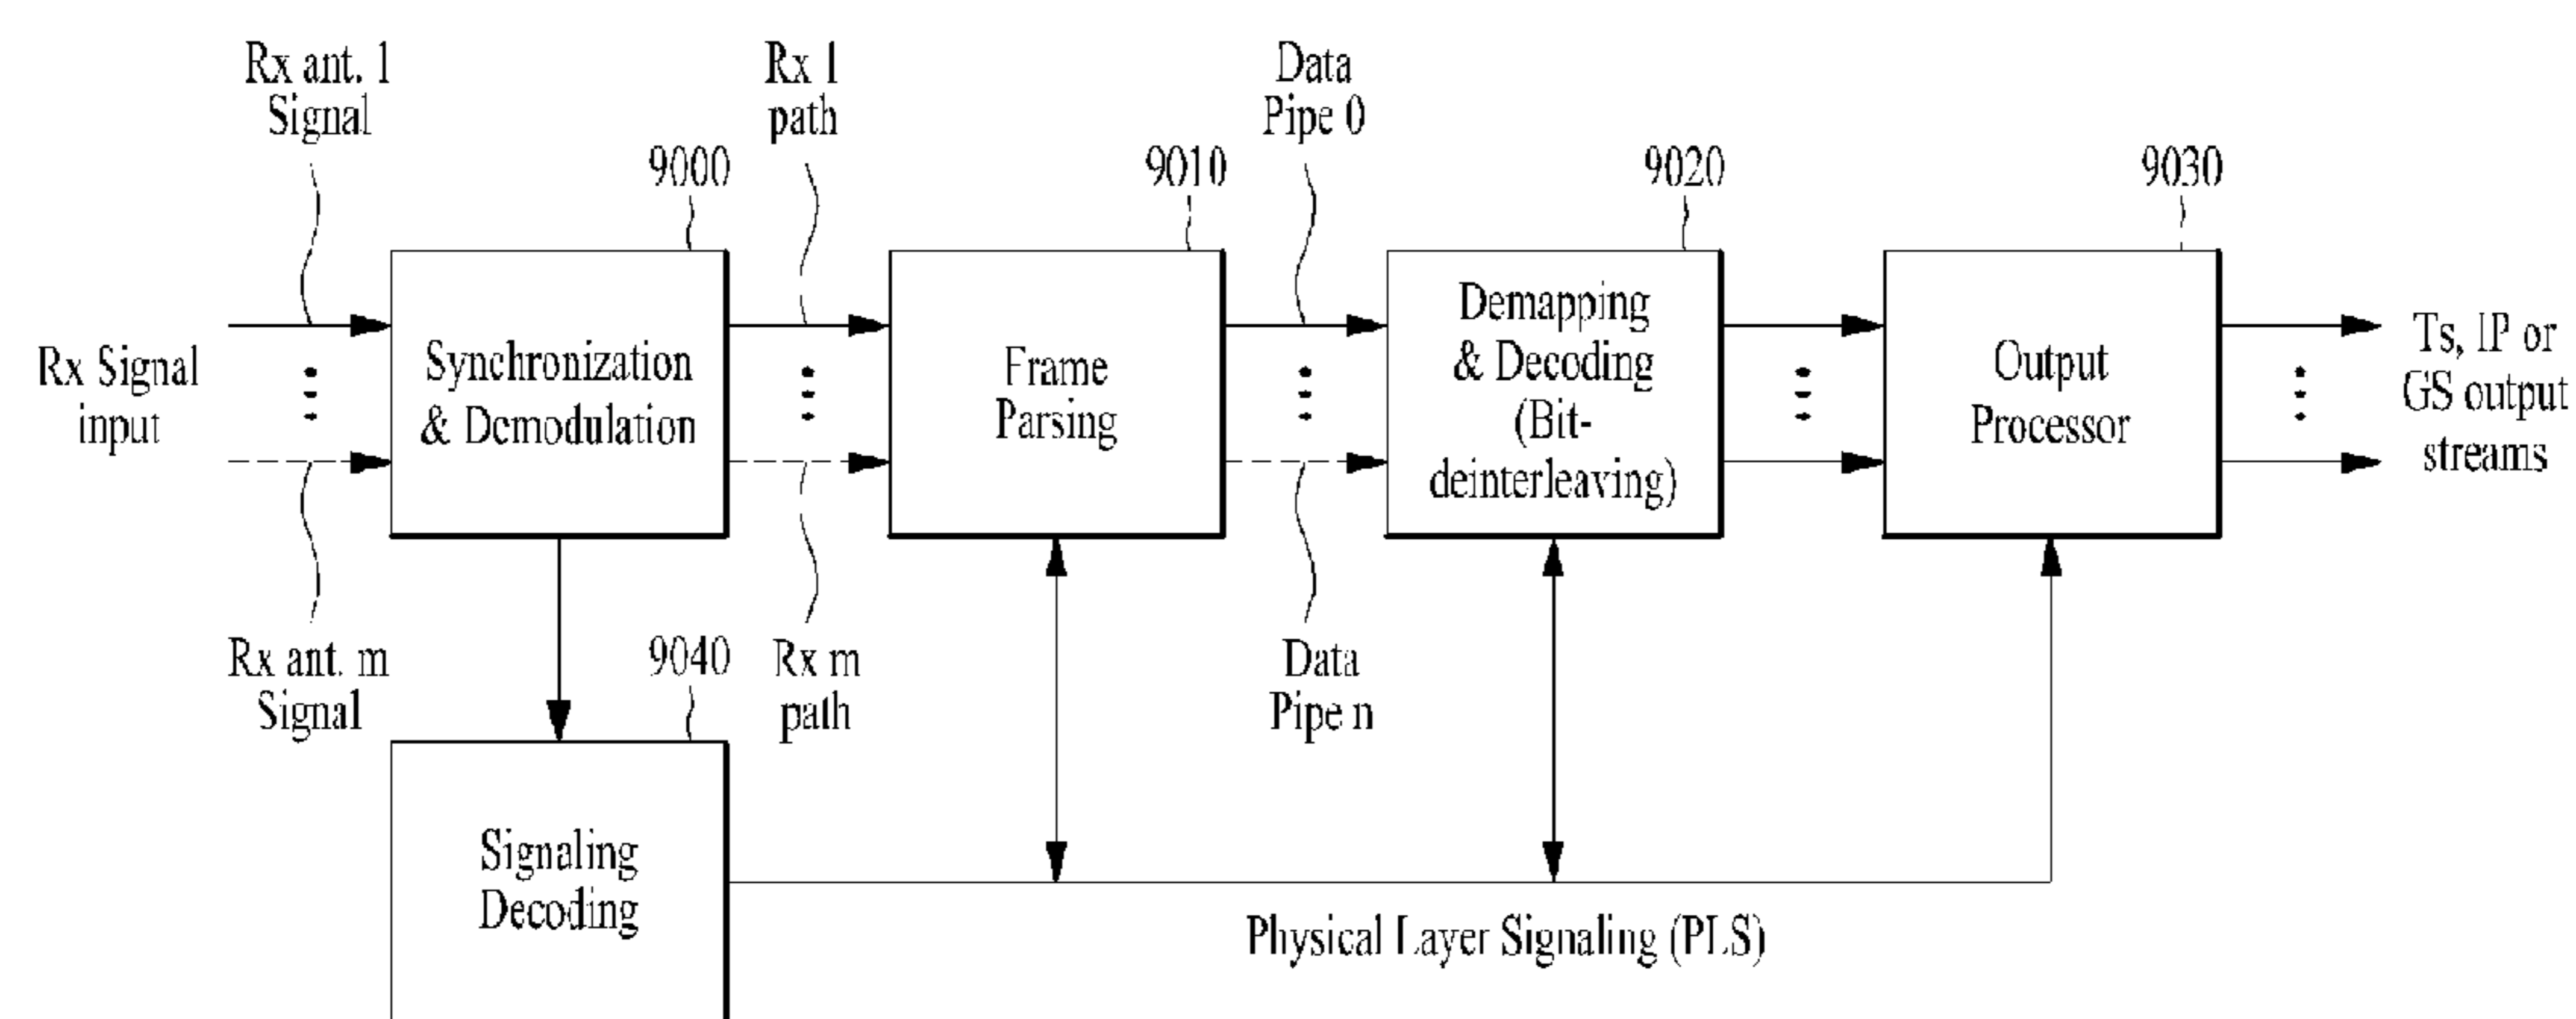 Rx ant. 1
Signal
Rx 1
path
Data
Pipe 0
9000
9010
9020
9030
Rx Signal
input
Synchronization
& Demodulation
Frame
Parsing
Demapping
& Decoding
(Bit-
deinterleaving)
Output
Processor
Ts, IP or
GS output
streams
Rx ant. m
Signal
9040
Rx m
path
Data
Pipe n
Signaling
Decoding
Physical Layer Signaling (PLS)